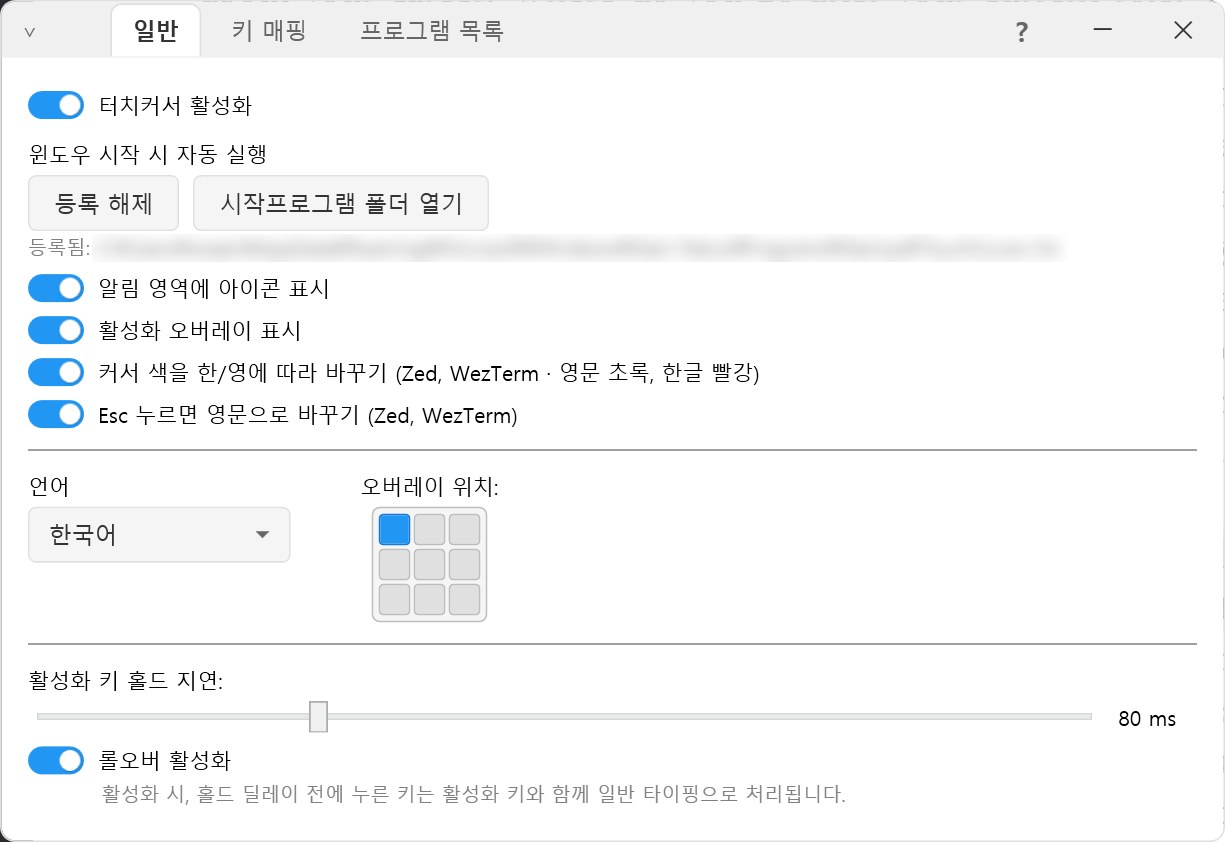 일반 키 매핑 프로그램 목록 ?
터치커서 활성화
윈도우 시작 시 자동 실행
등록 해제 시작프로그램 폴더 열기
등록됨:
알림 영역에 아이콘 표시
활성화 오버레이 표시
커서 색을 한/영에 따라 바꾸기 (Zed, WezTerm · 영문 초록, 한글 빨강)
Esc 누르면 영문으로 바꾸기 (Zed, WezTerm)
언어 오버레이 위치:
한국어
활성화 키 홀드 지연:
80 ms
롤오버 활성화
활성화 시, 홀드 딜레이 전에 누른 키는 활성화 키와 함께 일반 타이핑으로 처리됩니다.